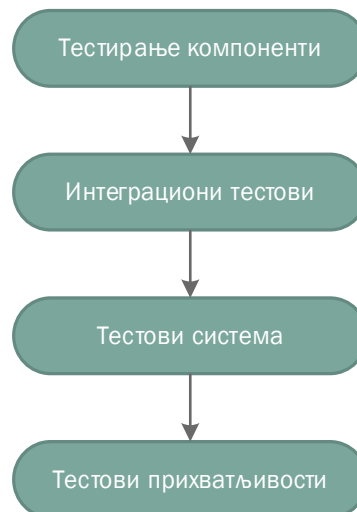 Тестирање компоненти
Интеграциони тестови
Тестови система
Тестови прихватљивости